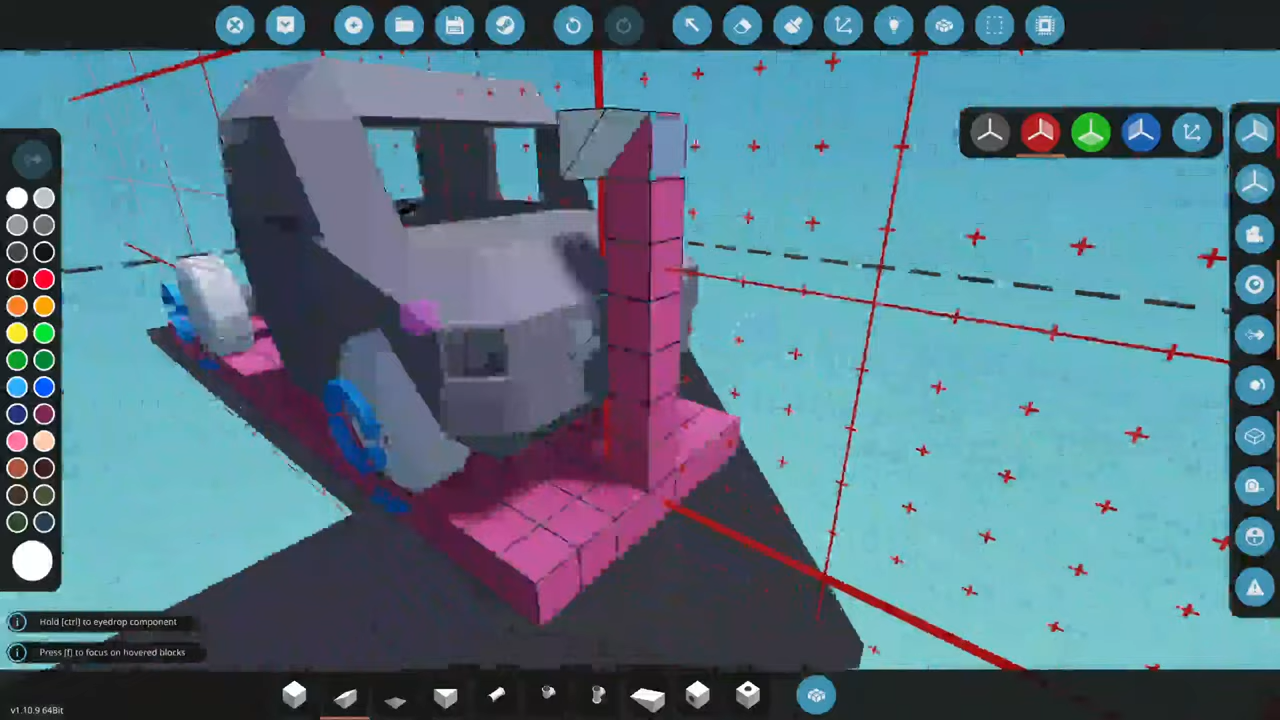 Hold [ctrl] to eyedrop component
Press [f] to focus on hovered blocks
v1.10.9 64Bit